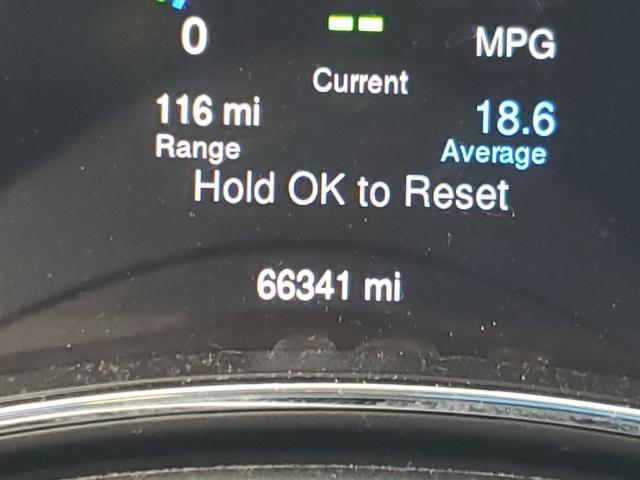 0 MPG
Current
116 mi 18.6
Range Average
Hold OK to Reset
66341 mi